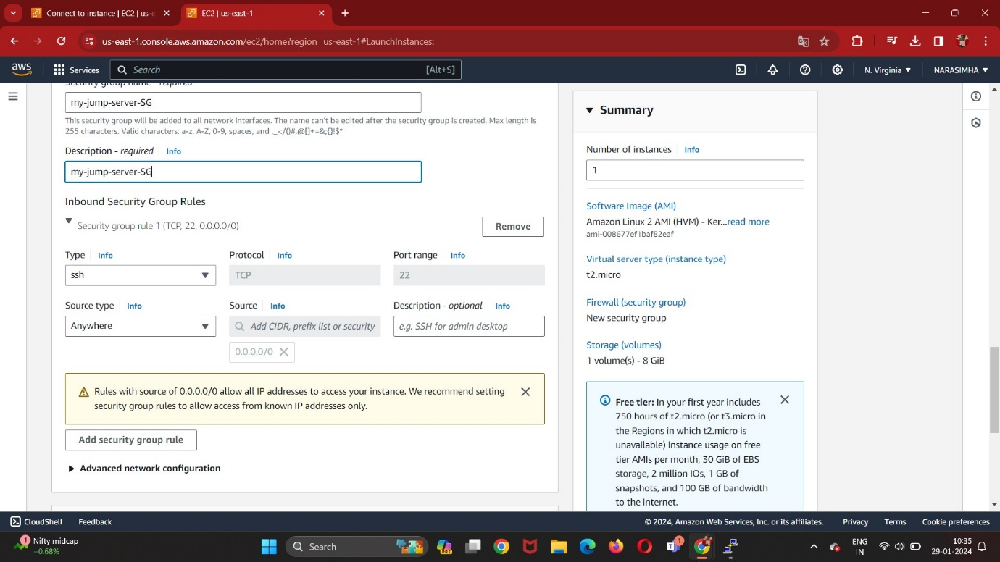 Connect to instance | EC2 | us-e
EC2 | us-east-1
us-east-1.console.aws.amazon.com/ec2/home?region=us-east-1#LaunchInstances:
aws
Services
Search
[Alt+S]
N. Virginia
NARASIMHA
Security group name - required
my-jump-server-SG
This security group will be added to all network interfaces. The name can't be edited after the security group is created. Max length is
255 characters. Valid characters: a-z, A-Z, 0-9, spaces, and ._-:/()#,@[]+=&;{}!$*
Description - required Info
my-jump-server-SG
Inbound Security Group Rules
Security group rule 1 (TCP, 22, 0.0.0.0/0)
Remove
Type Info
Protocol Info
Port range Info
ssh
TCP
22
Source type Info
Source Info
Description - optional Info
Anywhere
Add CIDR, prefix list or security
e.g. SSH for admin desktop
0.0.0.0/0
Rules with source of 0.0.0.0/0 allow all IP addresses to access your instance. We recommend setting
security group rules to allow access from known IP addresses only.
Add security group rule
Advanced network configuration
Summary
Number of instances Info
1
Software Image (AMI)
Amazon Linux 2 AMI (HVM) - Ker...read more
ami-008677ef1baf82eaf
Virtual server type (instance type)
t2.micro
Firewall (security group)
New security group
Storage (volumes)
1 volume(s) - 8 GiB
Free tier: In your first year includes
750 hours of t2.micro (or t3.micro in
the Regions in which t2.micro is
unavailable) instance usage on free
tier AMIs per month, 30 GiB of EBS
storage, 2 million IOs, 1 GB of
snapshots, and 100 GB of bandwidth
to the internet.
CloudShell
Feedback
© 2024, Amazon Web Services, Inc. or its affiliates.
Privacy
Terms
Cookie preferences
1
Nifty midcap
+0.68%
Search
PRE
1
ENG
IN
10:35
29-01-2024